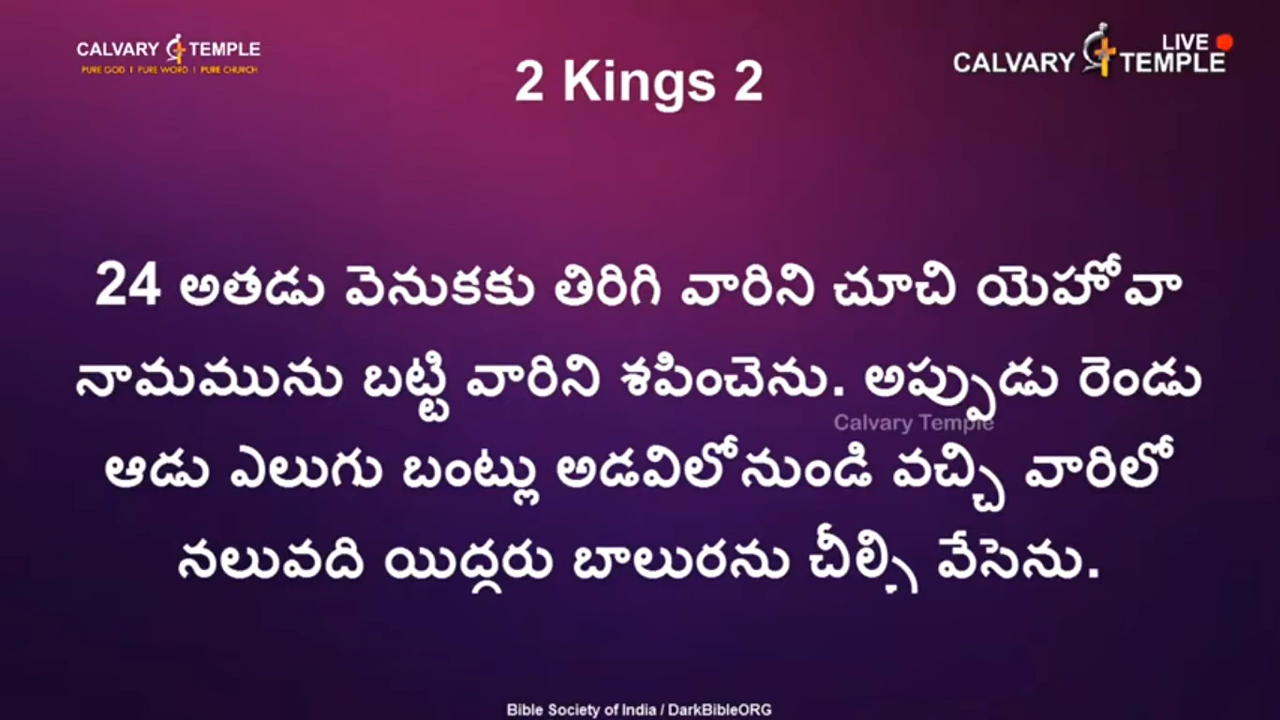 CALVARY TEMPLE
PURE GOD I PURE WORD I PURE CHURCH
LIVE
CALVARY TEMPLE
2 Kings 2
24 అతడు వెనుకకు తిరిగి వారిని చూచి యెహోవా
నామమును బట్టి వారిని శపించెను. అప్పుడు రెండు
Calvary Temple
ఆడు ఎలుగు బంట్లు అడవిలోనుండి వచ్చి వారిలో
నలువది యిద్దరు బాలురను చీల్చి వేసెను.
Bible Society of India / DarkBibleORG